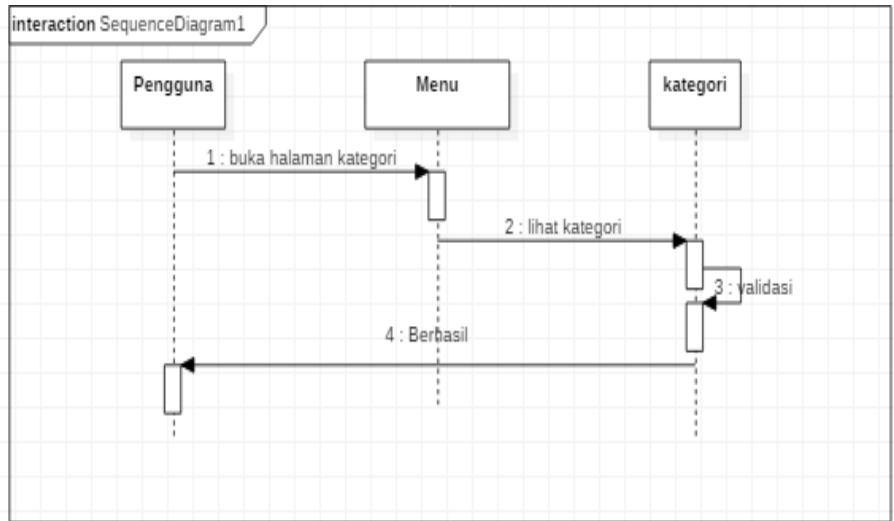 interaction SequenceDiagram1
Pengguna
Menu
kategori
1 : buka halaman kategori
2 : lihat kategori
3 : validasi
4 : Berhasil